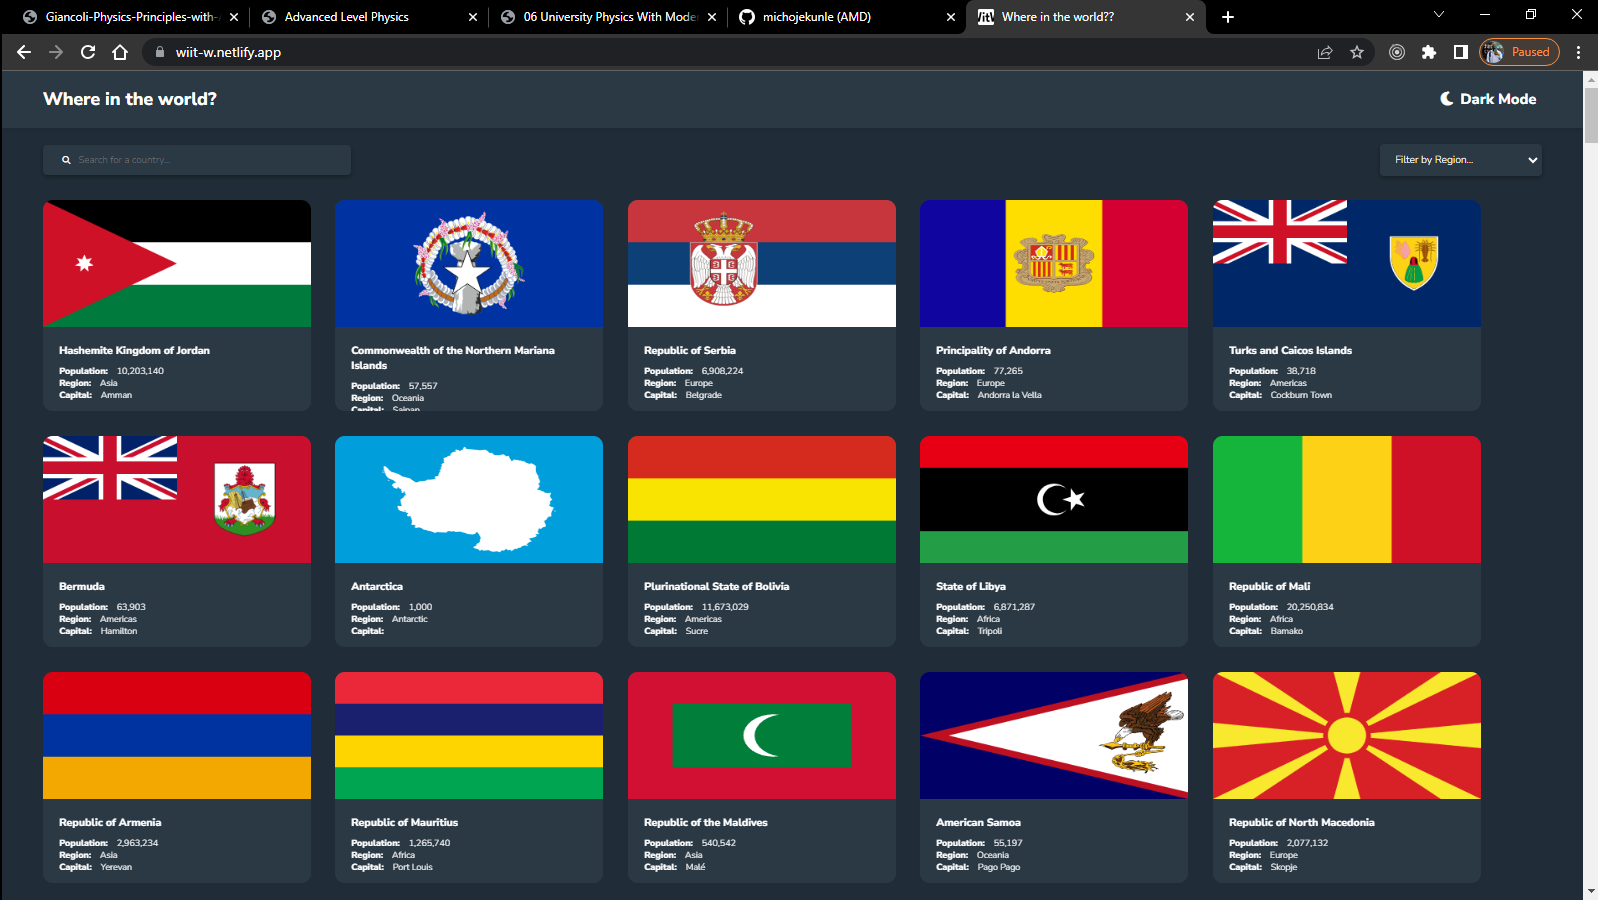 Giancoli-Physics-Principles-with-
Advanced Level Physics
06 University Physics With Mode
michojekunle (AMD)
Where in the world??
wiit-w.netlify.app
Paused
Where in the world?
Dark Mode
Search for a country...
Filter by Region...
Hashemite Kingdom of Jordan
Population: 10,203,140
Region: Asia
Capital: Amman
Commonwealth of the Northern Mariana
Islands
Population: 57,557
Region: Oceania
Capital: Saipan
Republic of Serbia
Population: 6,908,224
Region: Europe
Capital: Belgrade
Principality of Andorra
Population: 77,265
Region: Europe
Capital: Andorra la Vella
Turks and Caicos Islands
Population: 38,718
Region: Americas
Capital: Cockburn Town
Bermuda
Population: 63,903
Region: Americas
Capital: Hamilton
Antarctica
Population: 1,000
Region: Antarctic
Capital:
Plurinational State of Bolivia
Population: 11,673,029
Region: Americas
Capital: Sucre
State of Libya
Population: 6,871,287
Region: Africa
Capital: Tripoli
Republic of Mali
Population: 20,250,834
Region: Africa
Capital: Bamako
Republic of Armenia
Population: 2,963,234
Region: Asia
Capital: Yerevan
Republic of Mauritius
Population: 1,265,740
Region: Africa
Capital: Port Louis
Republic of the Maldives
Population: 540,542
Region: Asia
Capital: Malé
American Samoa
Population: 55,197
Region: Oceania
Capital: Pago Pago
Republic of North Macedonia
Population: 2,077,132
Region: Europe
Capital: Skopje